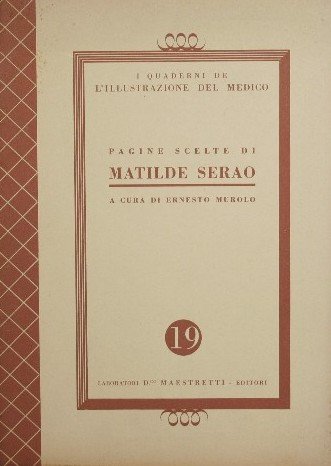 I QUADERNI DE
L'ILLUSTRAZIONE DEL MEDICO
PAGINE SCELTE DI
MATILDE SERAO
A CURA DI ERNESTO MUROLO
19
LABORATORI D.ri MAESTRETTI - EDITORI